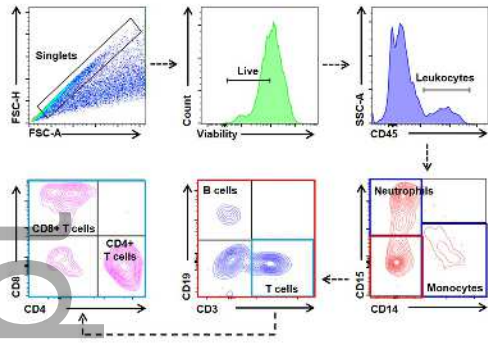 FSC-H
Singlets
FSC-A
Count
Live
Viability
SSC-A
Leukocytes
CD45
CD8
CD8+ T cells
CD4+
T cells
CD4
CD19
B cells
T cells
CD3
CD15
Neutrophils
Monocytes
CD14